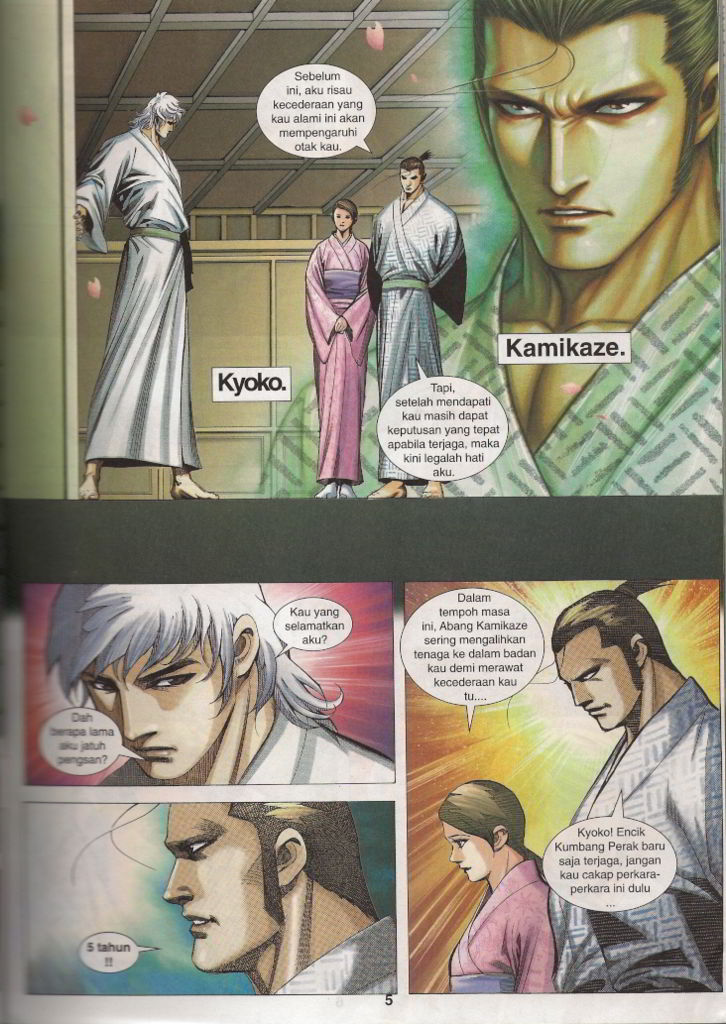 Sebelum
ini, aku risau
kecederaan yang
kau alami ini akan
mempengaruhi
otak kau.
Kamikaze.
Kyoko.
Tapi,
setelah mendapati
kau masih dapat
keputusan yang tepat
apabila terjaga, maka
kini legalah hati
aku.
Kau yang
selamatkan
aku?
Dah
berapa lama
aku jatuh
pengsan?
5 tahun
!!
Dalam
tempoh masa
ini, Abang Kamikaze
sering mengalihkan
tenaga ke dalam badan
kau demi merawat
kecederaan kau
tu....
Kyoko! Encik
Kumbang Perak baru
saja terjaga, jangan
kau cakap perkara-
perkara ini dulu
...
5